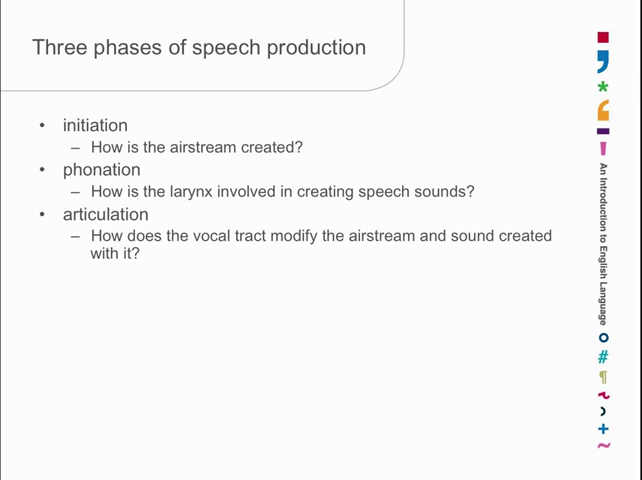 Three phases of speech production
• initiation
– How is the airstream created?
• phonation
– How is the larynx involved in creating speech sounds?
• articulation
– How does the vocal tract modify the airstream and sound created
with it?
An Introduction to English Language